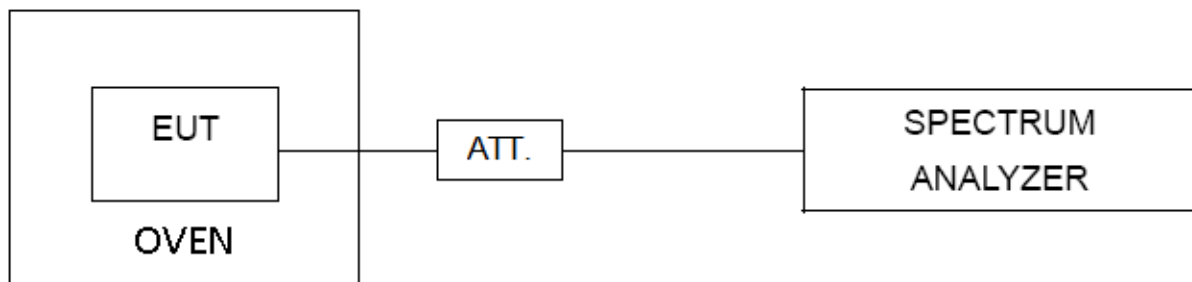 EUT
OVEN
ATT.
SPECTRUM
ANALYZER